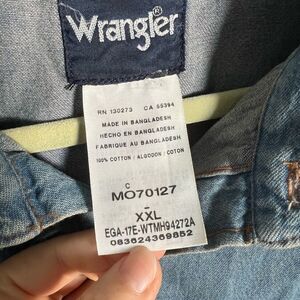 Wrangler®
RN 130273 CA 55394
MADE IN BANGLADESH
HECHO EN BANGLADESH
FABRIQUE AU BANGLADESH
100% COTTON / ALGODON / COTON
C
MO70127
-
XXL
EGA-17E-WTMH94272A
083624369852